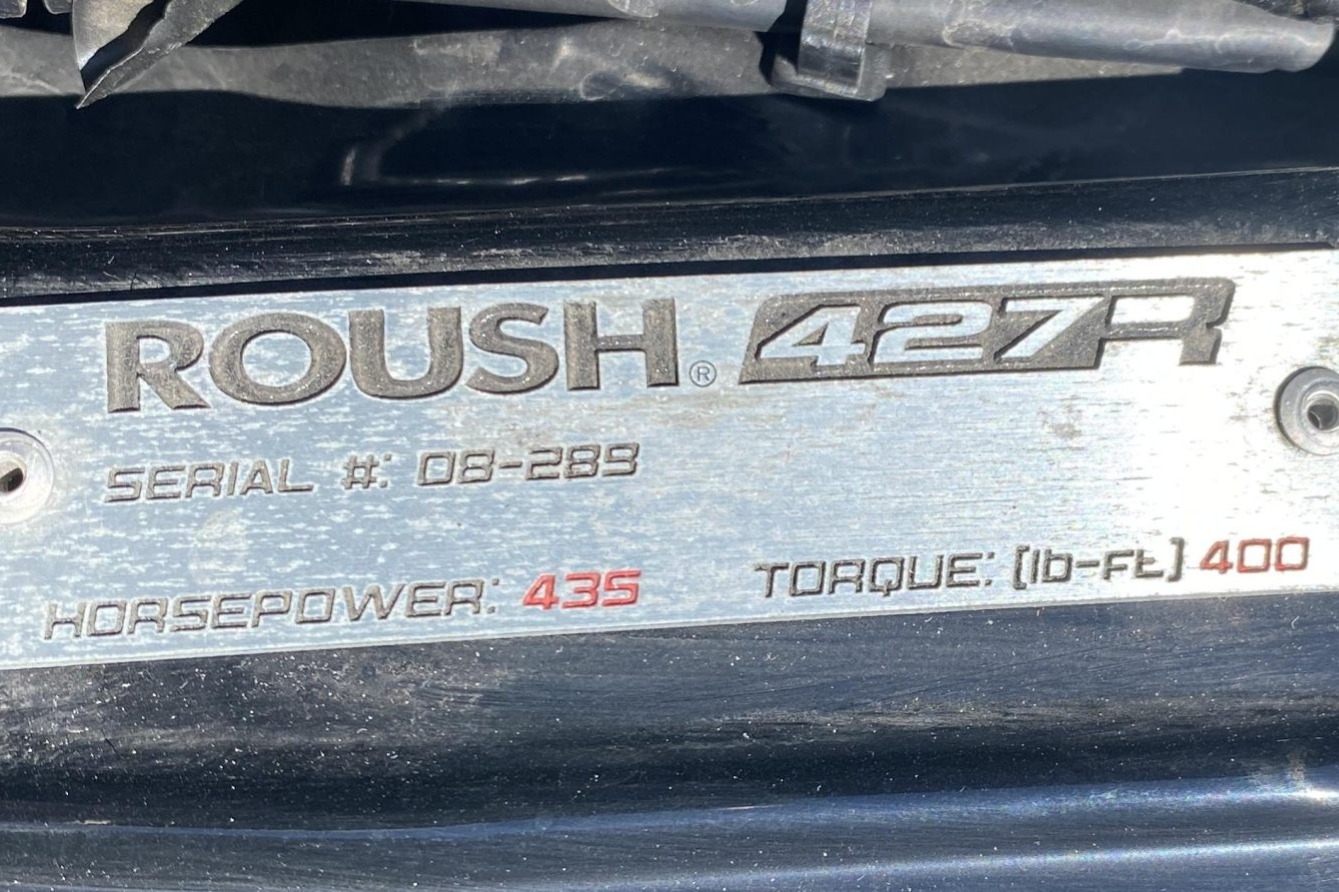 ROUSH® 427R
SERIAL #: 08-289
HORSEPOWER: 435
TORQUE: [lb-ft] 400